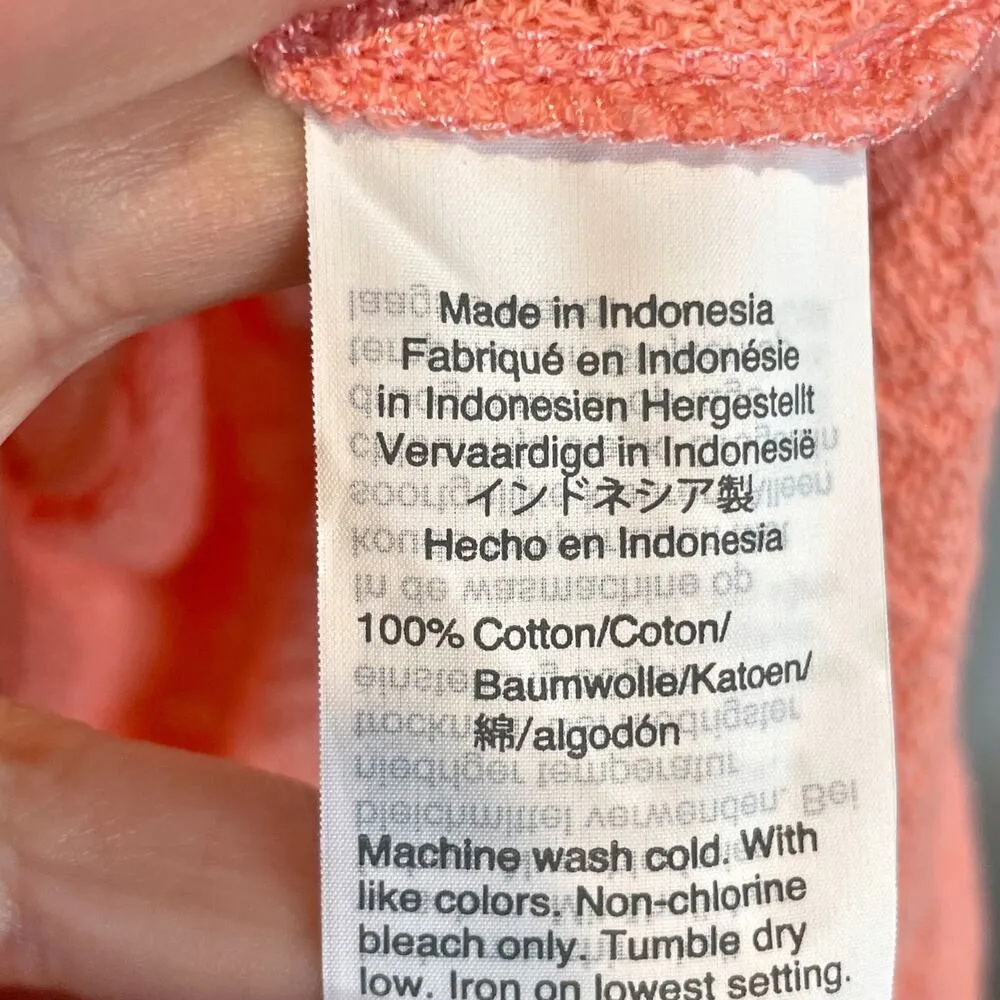 Made in Indonesia
Fabriqué en Indonésie
in Indonesien Hergestellt
Vervaardigd in Indonesië
インドネシア製
Hecho en Indonesia
100% Cotton/Coton/
Baumwolle/Katoen/
綿/algodón
Machine wash cold. With
like colors. Non-chlorine
bleach only. Tumble dry
low. Iron on lowest setting.